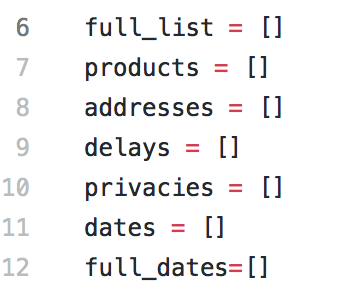 6 full_list = []
7 products = []
8 addresses = []
9 delays = []
10 privacies = []
11 dates = []
12 full_dates=[]